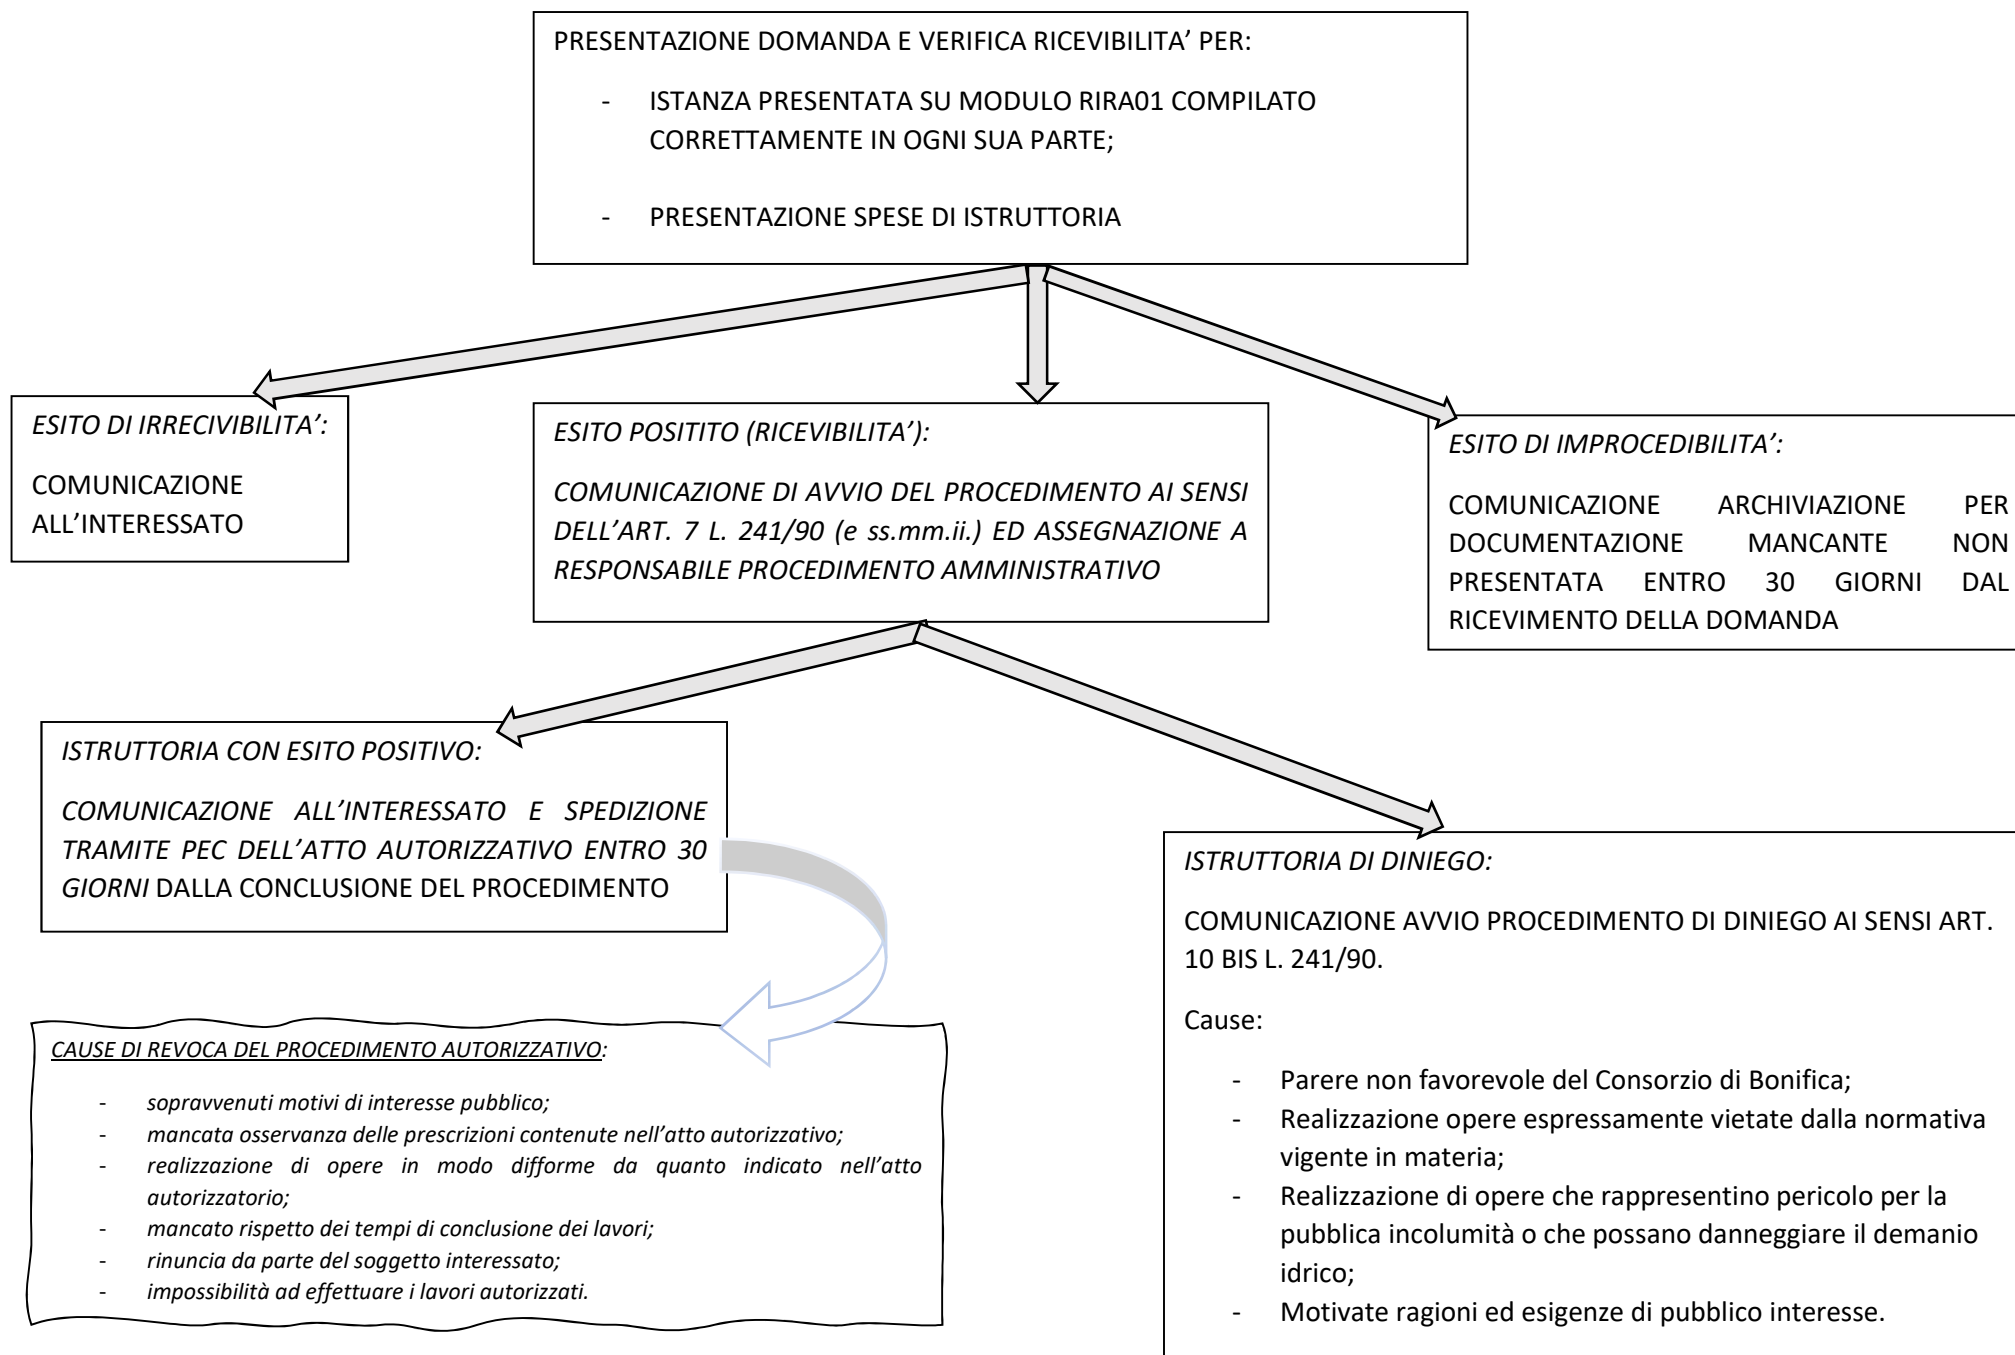 PRESENTAZIONE DOMANDA E VERIFICA RICEVIBILITA’ PER:
- ISTANZA PRESENTATA SU MODULO RIRA01 COMPILATO
CORRETTAMENTE IN OGNI SUA PARTE;
- PRESENTAZIONE SPESE DI ISTRUTTORIA
ESITO DI IRRECIVIBILITA’:
COMUNICAZIONE
ALL’INTERESSATO
ESITO POSITITO (RICEVIBILITA’):
COMUNICAZIONE DI AVVIO DEL PROCEDIMENTO AI SENSI
DELL’ART. 7 L. 241/90 (e ss.mm.ii.) ED ASSEGNAZIONE A
RESPONSABILE PROCEDIMENTO AMMINISTRATIVO
ESITO DI IMPROCEDIBILITA’:
COMUNICAZIONE ARCHIVIAZIONE PER
DOCUMENTAZIONE MANCANTE NON
PRESENTATA ENTRO 30 GIORNI DAL
RICEVIMENTO DELLA DOMANDA
ISTRUTTORIA CON ESITO POSITIVO:
COMUNICAZIONE ALL’INTERESSATO E SPEDIZIONE
TRAMITE PEC DELL’ATTO AUTORIZZATIVO ENTRO 30
GIORNI DALLA CONCLUSIONE DEL PROCEDIMENTO
ISTRUTTORIA DI DINIEGO:
COMUNICAZIONE AVVIO PROCEDIMENTO DI DINIEGO AI SENSI ART.
10 BIS L. 241/90.
Cause:
- Parere non favorevole del Consorzio di Bonifica;
- Realizzazione opere espressamente vietate dalla normativa
vigente in materia;
- Realizzazione di opere che rappresentino pericolo per la
pubblica incolumità o che possano danneggiare il demanio
idrico;
- Motivate ragioni ed esigenze di pubblico interesse.
CAUSE DI REVOCA DEL PROCEDIMENTO AUTORIZZATIVO:
- sopravvenuti motivi di interesse pubblico;
- mancata osservanza delle prescrizioni contenute nell’atto autorizzativo;
- realizzazione di opere in modo difforme da quanto indicato nell’atto
autorizzatorio;
- mancato rispetto dei tempi di conclusione dei lavori;
- rinuncia da parte del soggetto interessato;
- impossibilità ad effettuare i lavori autorizzati.